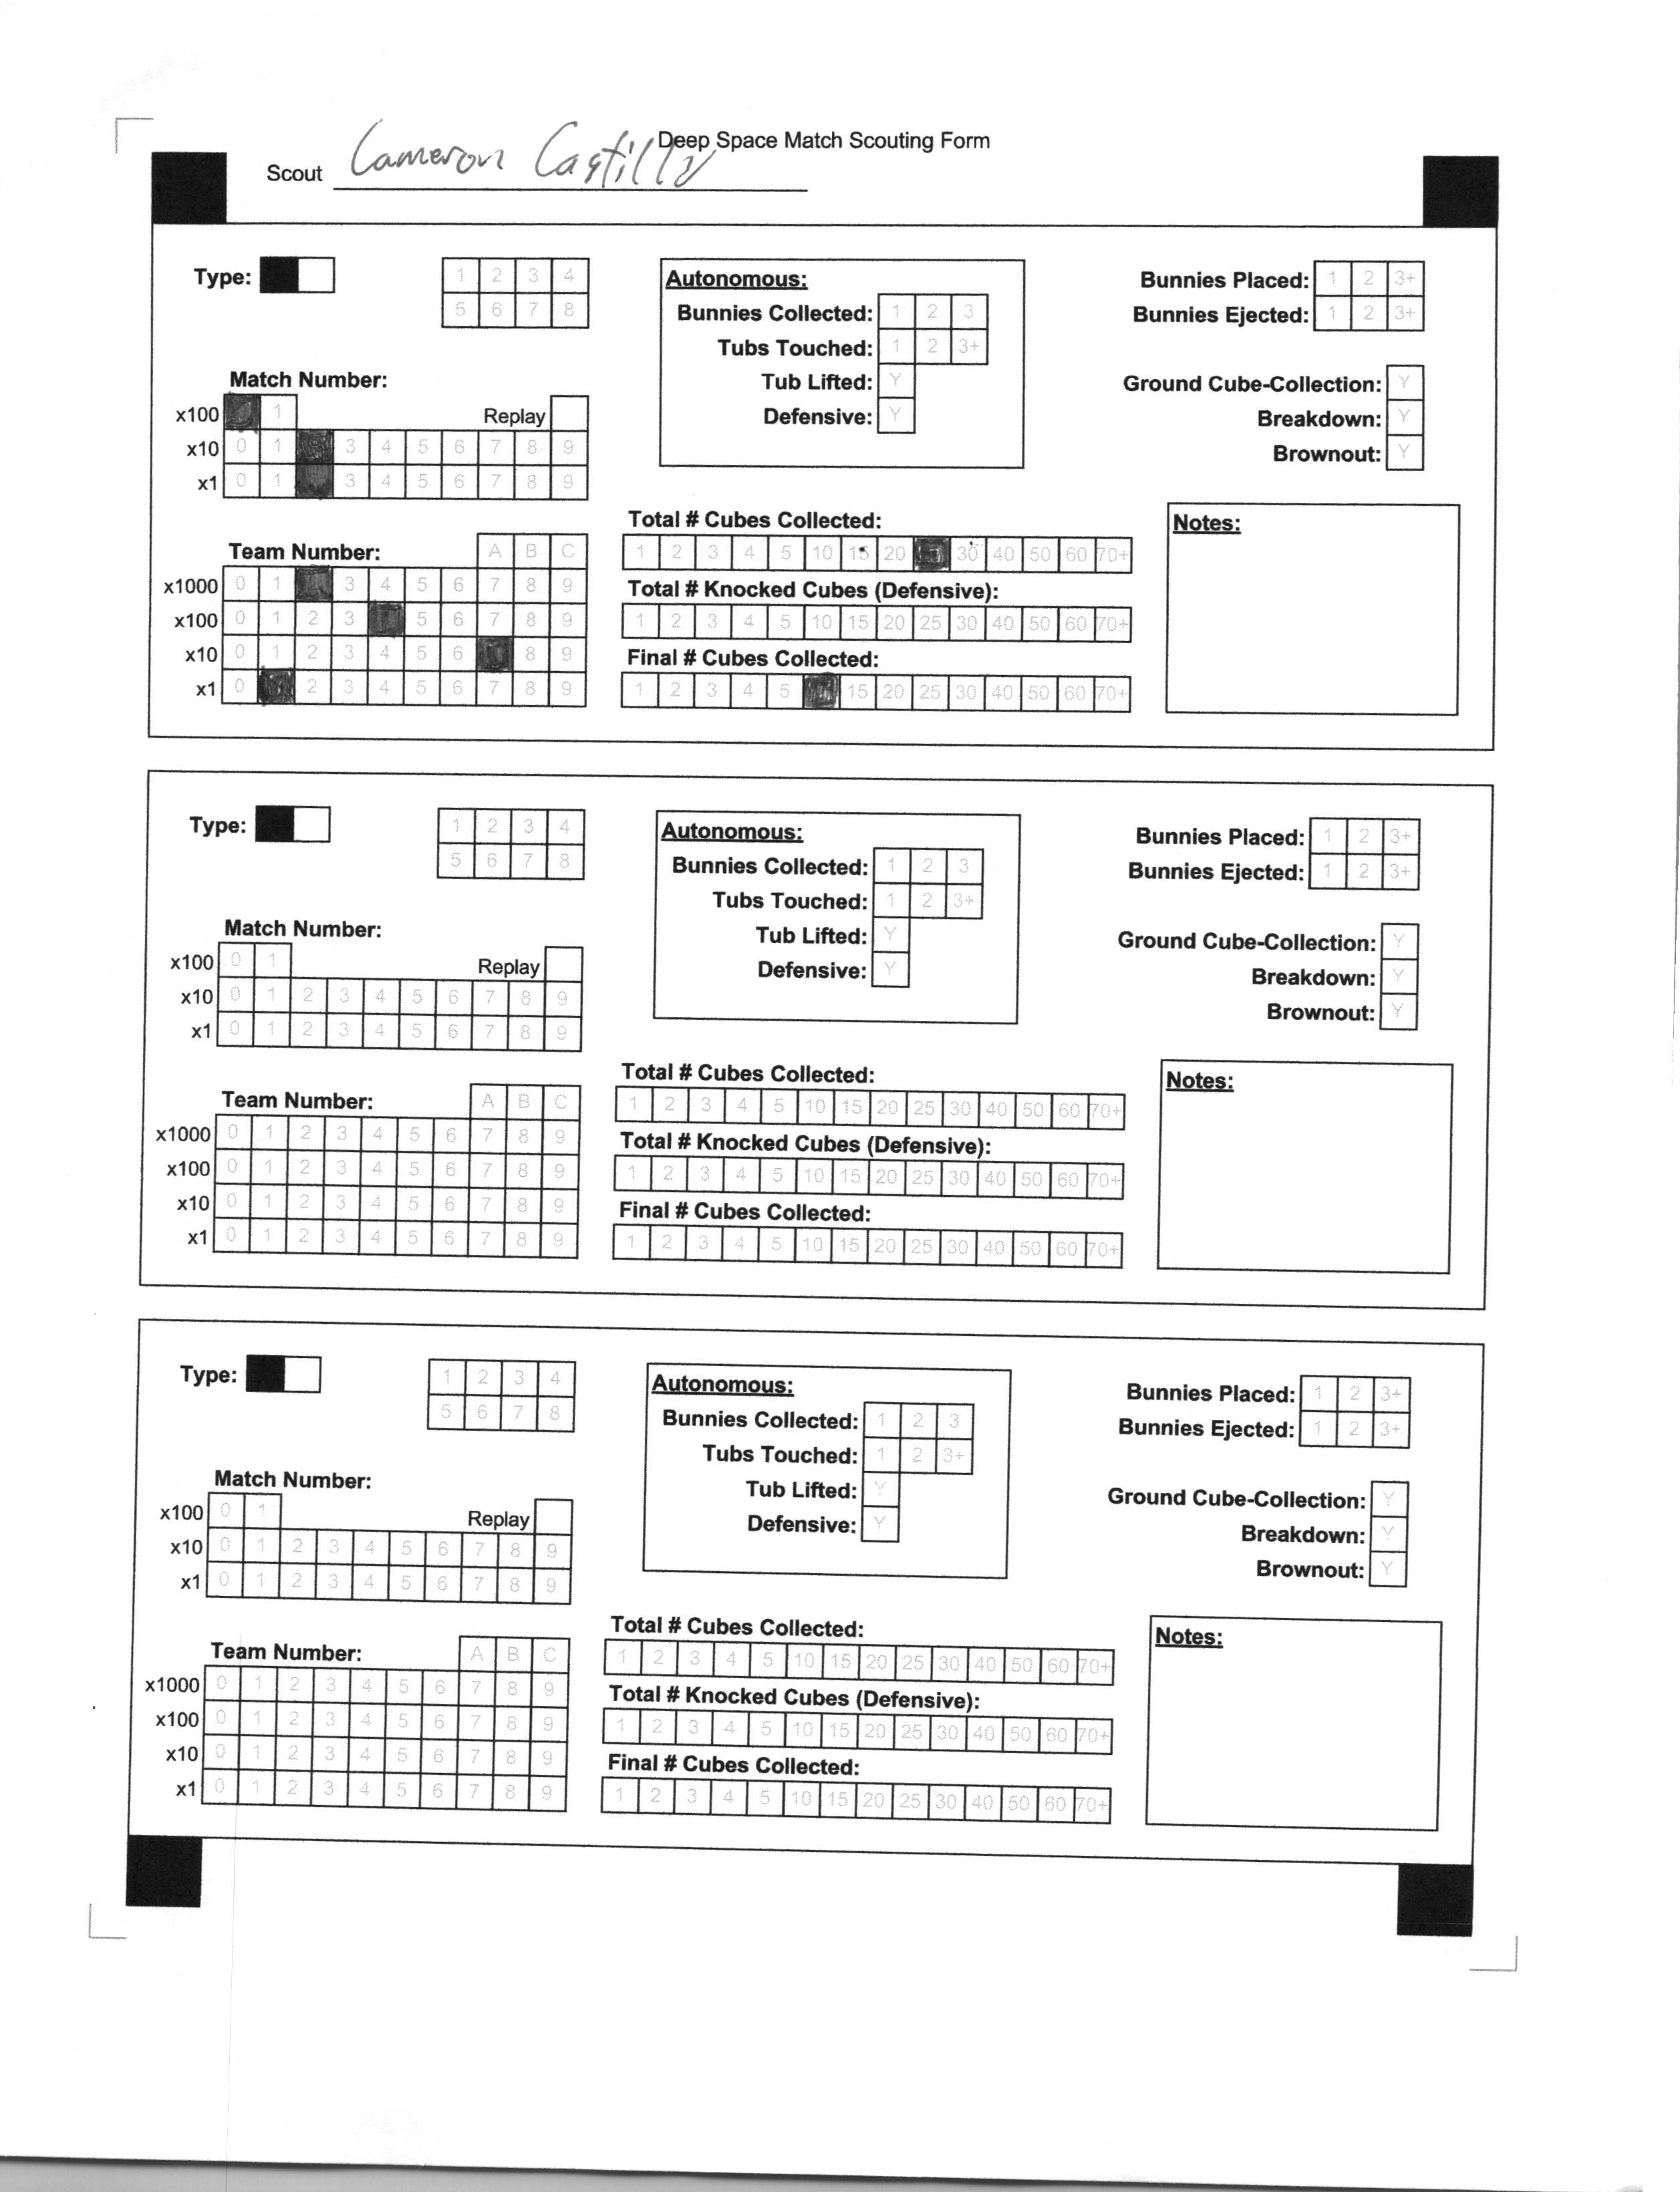 Deep Space Match Scouting Form
Scout Cameron Castillo
Type: 1 2 3 4
5 6 7 8
Autonomous:
Bunnies Collected: 1 2 3
Tubs Touched: 1 2 3+
Tub Lifted: Y
Defensive: Y
Bunnies Placed: 1 2 3+
Bunnies Ejected: 1 2 3+
Ground Cube-Collection: Y
Breakdown: Y
Brownout: Y
Match Number:
x100 1 Replay
x10 0 1 3 4 5 6 7 8 9
x1 0 1 3 4 5 6 7 8 9
Team Number: A B C
x1000 0 1 3 4 5 6 7 8 9
x100 0 1 2 3 5 6 7 8 9
x10 0 1 2 3 4 5 6 8 9
x1 0 2 3 4 5 6 7 8 9
Total # Cubes Collected:
1 2 3 4 5 10 15 20 30 40 50 60 70+
Total # Knocked Cubes (Defensive):
1 2 3 4 5 10 15 20 25 30 40 50 60 70+
Final # Cubes Collected:
1 2 3 4 5 15 20 25 30 40 50 60 70+
Notes:
Type: 1 2 3 4
5 6 7 8
Autonomous:
Bunnies Collected: 1 2 3
Tubs Touched: 1 2 3+
Tub Lifted: Y
Defensive: Y
Bunnies Placed: 1 2 3+
Bunnies Ejected: 1 2 3+
Ground Cube-Collection: Y
Breakdown: Y
Brownout: Y
Match Number:
x100 0 1 Replay
x10 0 1 2 3 4 5 6 7 8 9
x1 0 1 2 3 4 5 6 7 8 9
Team Number: A B C
x1000 0 1 2 3 4 5 6 7 8 9
x100 0 1 2 3 4 5 6 7 8 9
x10 0 1 2 3 4 5 6 7 8 9
x1 0 1 2 3 4 5 6 7 8 9
Total # Cubes Collected:
1 2 3 4 5 10 15 20 25 30 40 50 60 70+
Total # Knocked Cubes (Defensive):
1 2 3 4 5 10 15 20 25 30 40 50 60 70+
Final # Cubes Collected:
1 2 3 4 5 10 15 20 25 30 40 50 60 70+
Notes:
Type: 1 2 3 4
5 6 7 8
Autonomous:
Bunnies Collected: 1 2 3
Tubs Touched: 1 2 3+
Tub Lifted: Y
Defensive: Y
Bunnies Placed: 1 2 3+
Bunnies Ejected: 1 2 3+
Ground Cube-Collection: Y
Breakdown: Y
Brownout: Y
Match Number:
x100 0 1 Replay
x10 0 1 2 3 4 5 6 7 8 9
x1 0 1 2 3 4 5 6 7 8 9
Team Number: A B C
x1000 0 1 2 3 4 5 6 7 8 9
x100 0 1 2 3 4 5 6 7 8 9
x10 0 1 2 3 4 5 6 7 8 9
x1 0 1 2 3 4 5 6 7 8 9
Total # Cubes Collected:
1 2 3 4 5 10 15 20 25 30 40 50 60 70+
Total # Knocked Cubes (Defensive):
1 2 3 4 5 10 15 20 25 30 40 50 60 70+
Final # Cubes Collected:
1 2 3 4 5 10 15 20 25 30 40 50 60 70+
Notes: